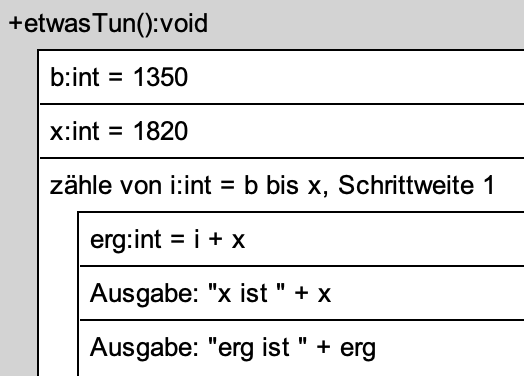 +etwasTun():void
b:int = 1350
x:int = 1820
zähle von i:int = b bis x, Schrittweite 1
erg:int = i + x
Ausgabe: "x ist " + x
Ausgabe: "erg ist " + erg